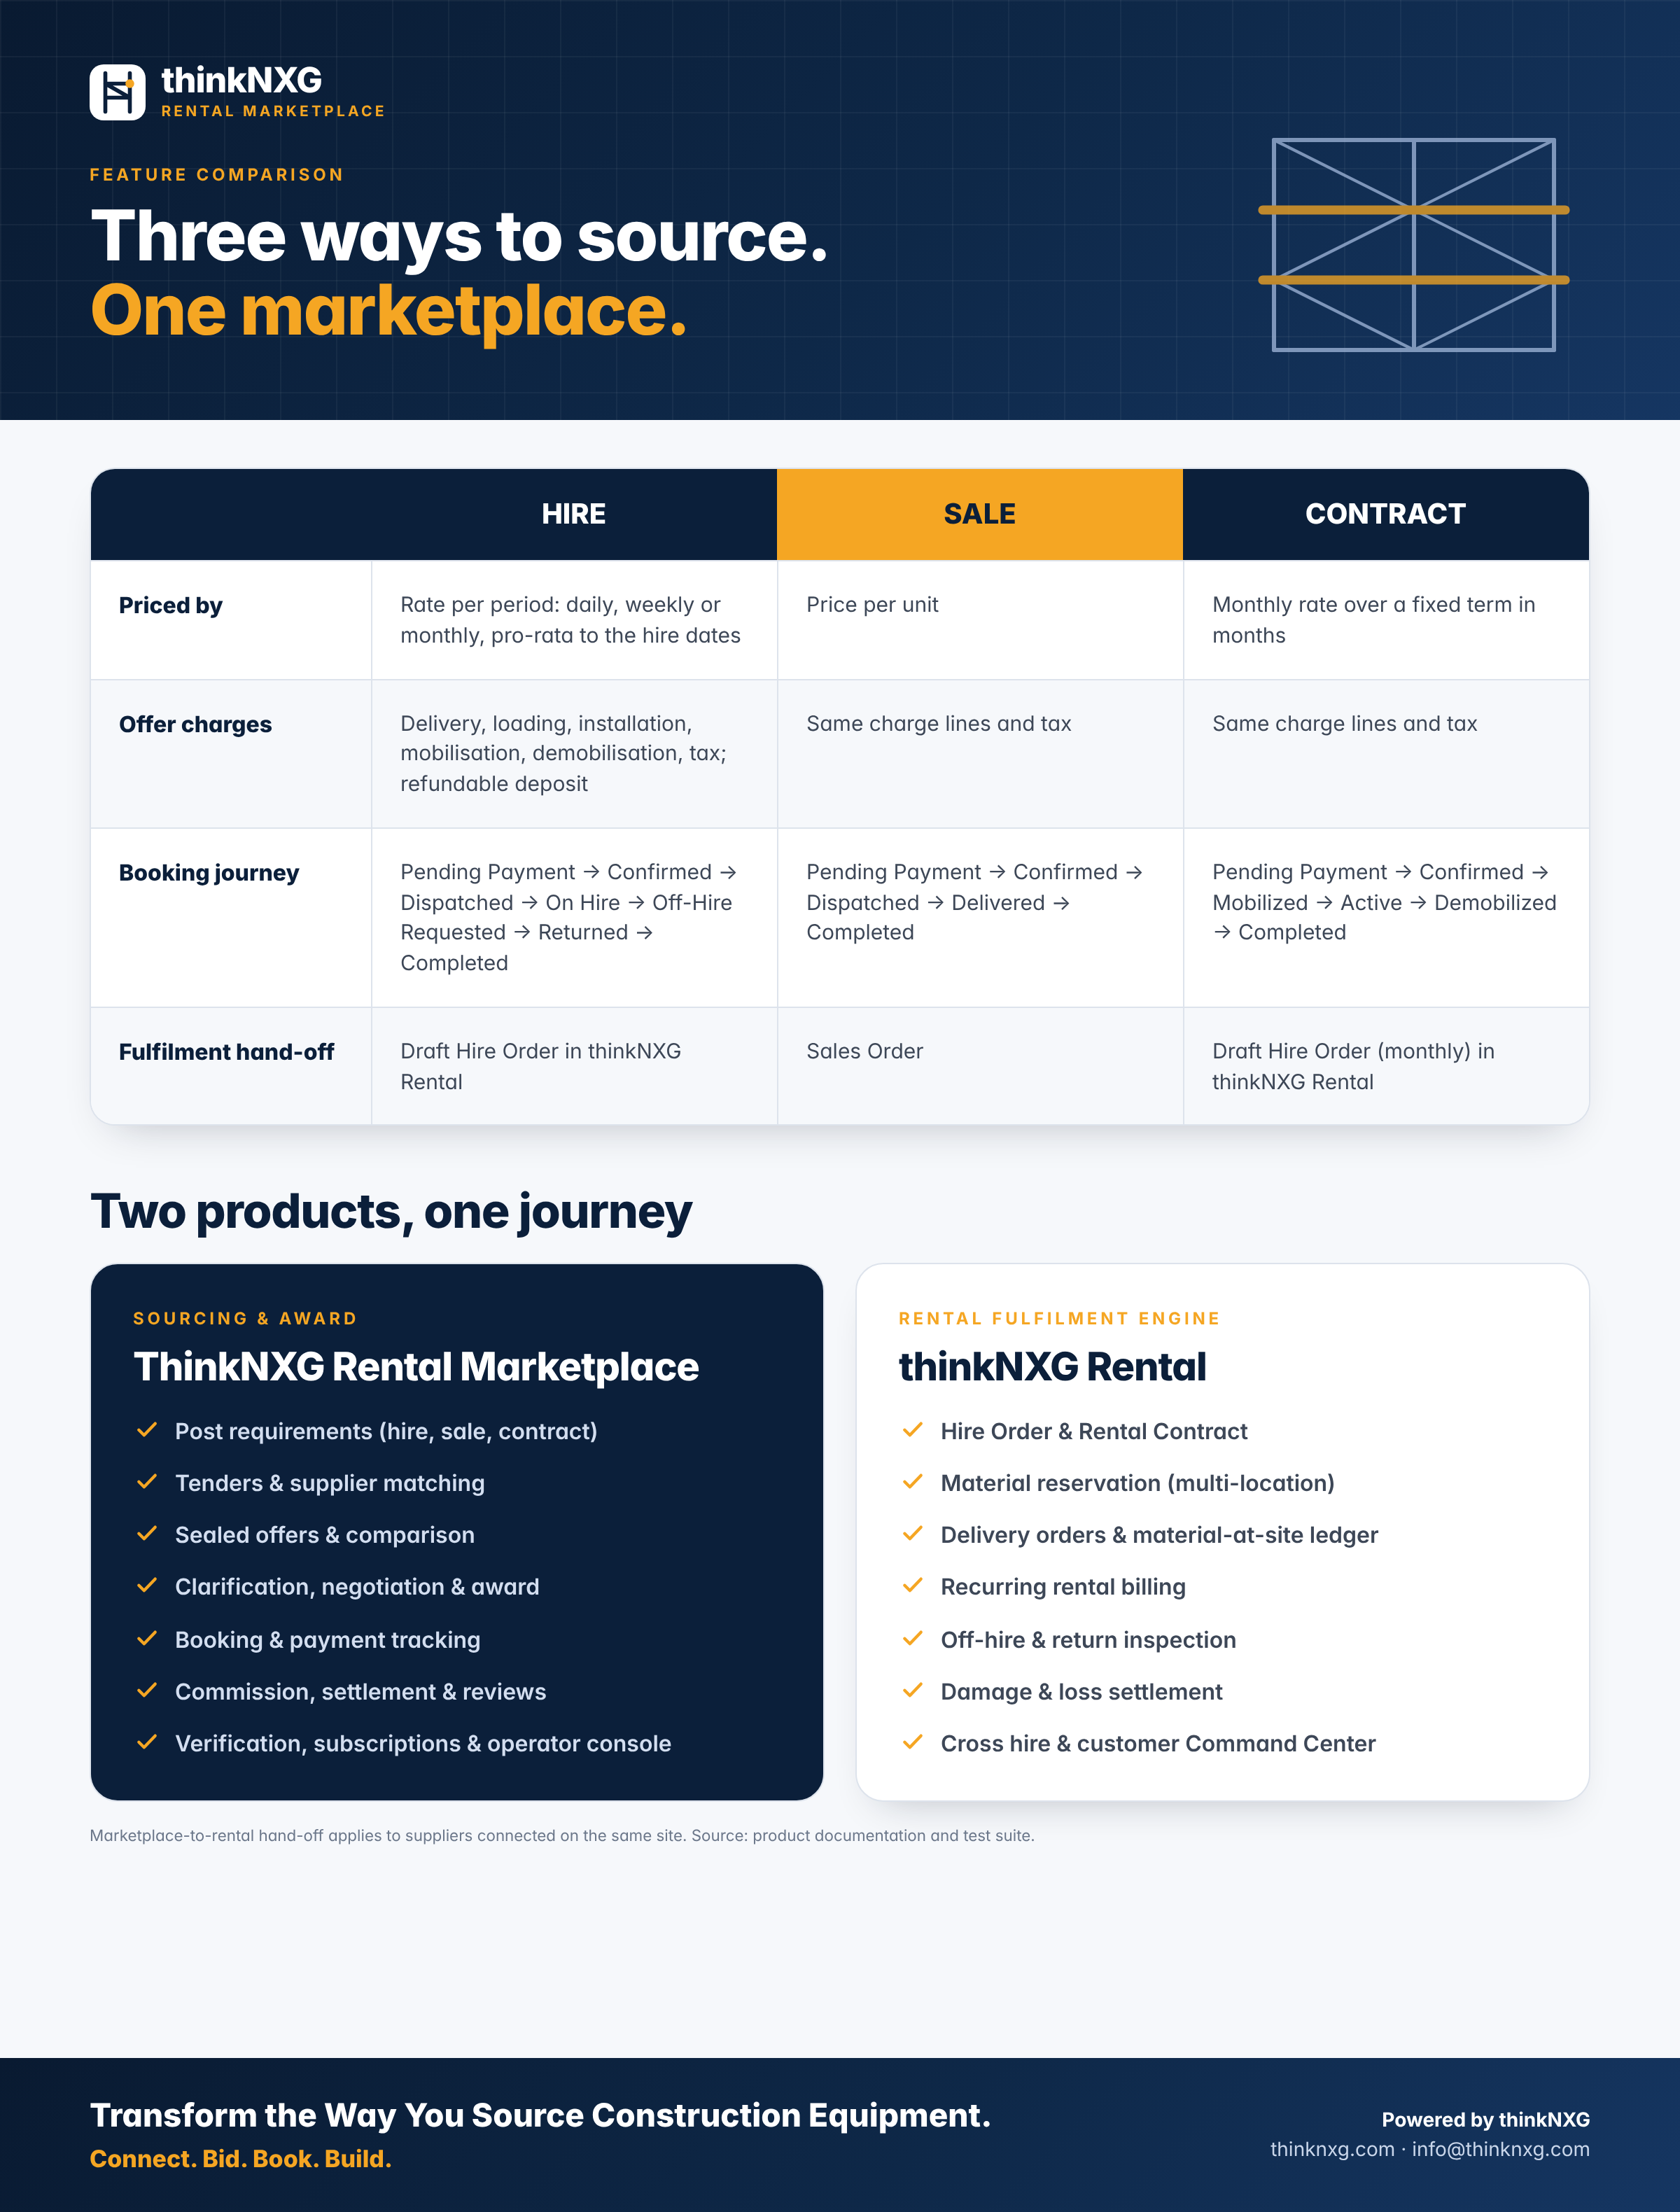 thinkNXG
RENTAL MARKETPLACE
FEATURE COMPARISON
Three ways to source.
One marketplace.
HIRE
SALE
CONTRACT
Priced by
Rate per period: daily, weekly or
monthly, pro-rata to the hire dates
Price per unit
Monthly rate over a fixed term in
months
Offer charges
Delivery, loading, installation,
mobilisation, demobilisation, tax;
refundable deposit
Same charge lines and tax
Same charge lines and tax
Booking journey
Pending Payment → Confirmed →
Dispatched → On Hire → Off-Hire
Requested → Returned →
Completed
Pending Payment → Confirmed →
Dispatched → Delivered →
Completed
Pending Payment → Confirmed →
Mobilized → Active → Demobilized
→ Completed
Fulfilment hand-off
Draft Hire Order in thinkNXG
Rental
Sales Order
Draft Hire Order (monthly) in
thinkNXG Rental
Two products, one journey
SOURCING & AWARD
ThinkNXG Rental Marketplace
Post requirements (hire, sale, contract)
Tenders & supplier matching
Sealed offers & comparison
Clarification, negotiation & award
Booking & payment tracking
Commission, settlement & reviews
Verification, subscriptions & operator console
RENTAL FULFILMENT ENGINE
thinkNXG Rental
Hire Order & Rental Contract
Material reservation (multi-location)
Delivery orders & material-at-site ledger
Recurring rental billing
Off-hire & return inspection
Damage & loss settlement
Cross hire & customer Command Center
Marketplace-to-rental hand-off applies to suppliers connected on the same site. Source: product documentation and test suite.
Transform the Way You Source Construction Equipment.
Connect. Bid. Book. Build.
Powered by thinkNXG
thinknxg.com · info@thinknxg.com